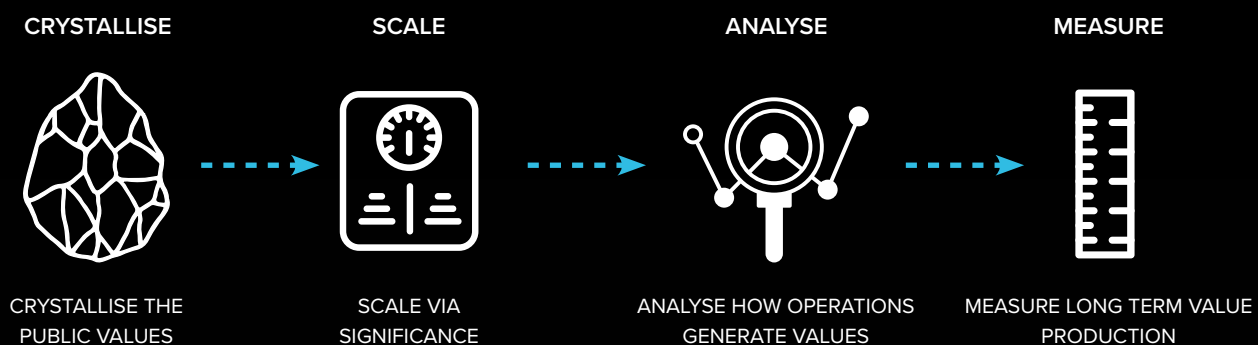 CRYSTALLISE
SCALE
ANALYSE
MEASURE
CRYSTALLISE THE
PUBLIC VALUES
SCALE VIA
SIGNIFICANCE
ANALYSE HOW OPERATIONS
GENERATE VALUES
MEASURE LONG TERM VALUE
PRODUCTION